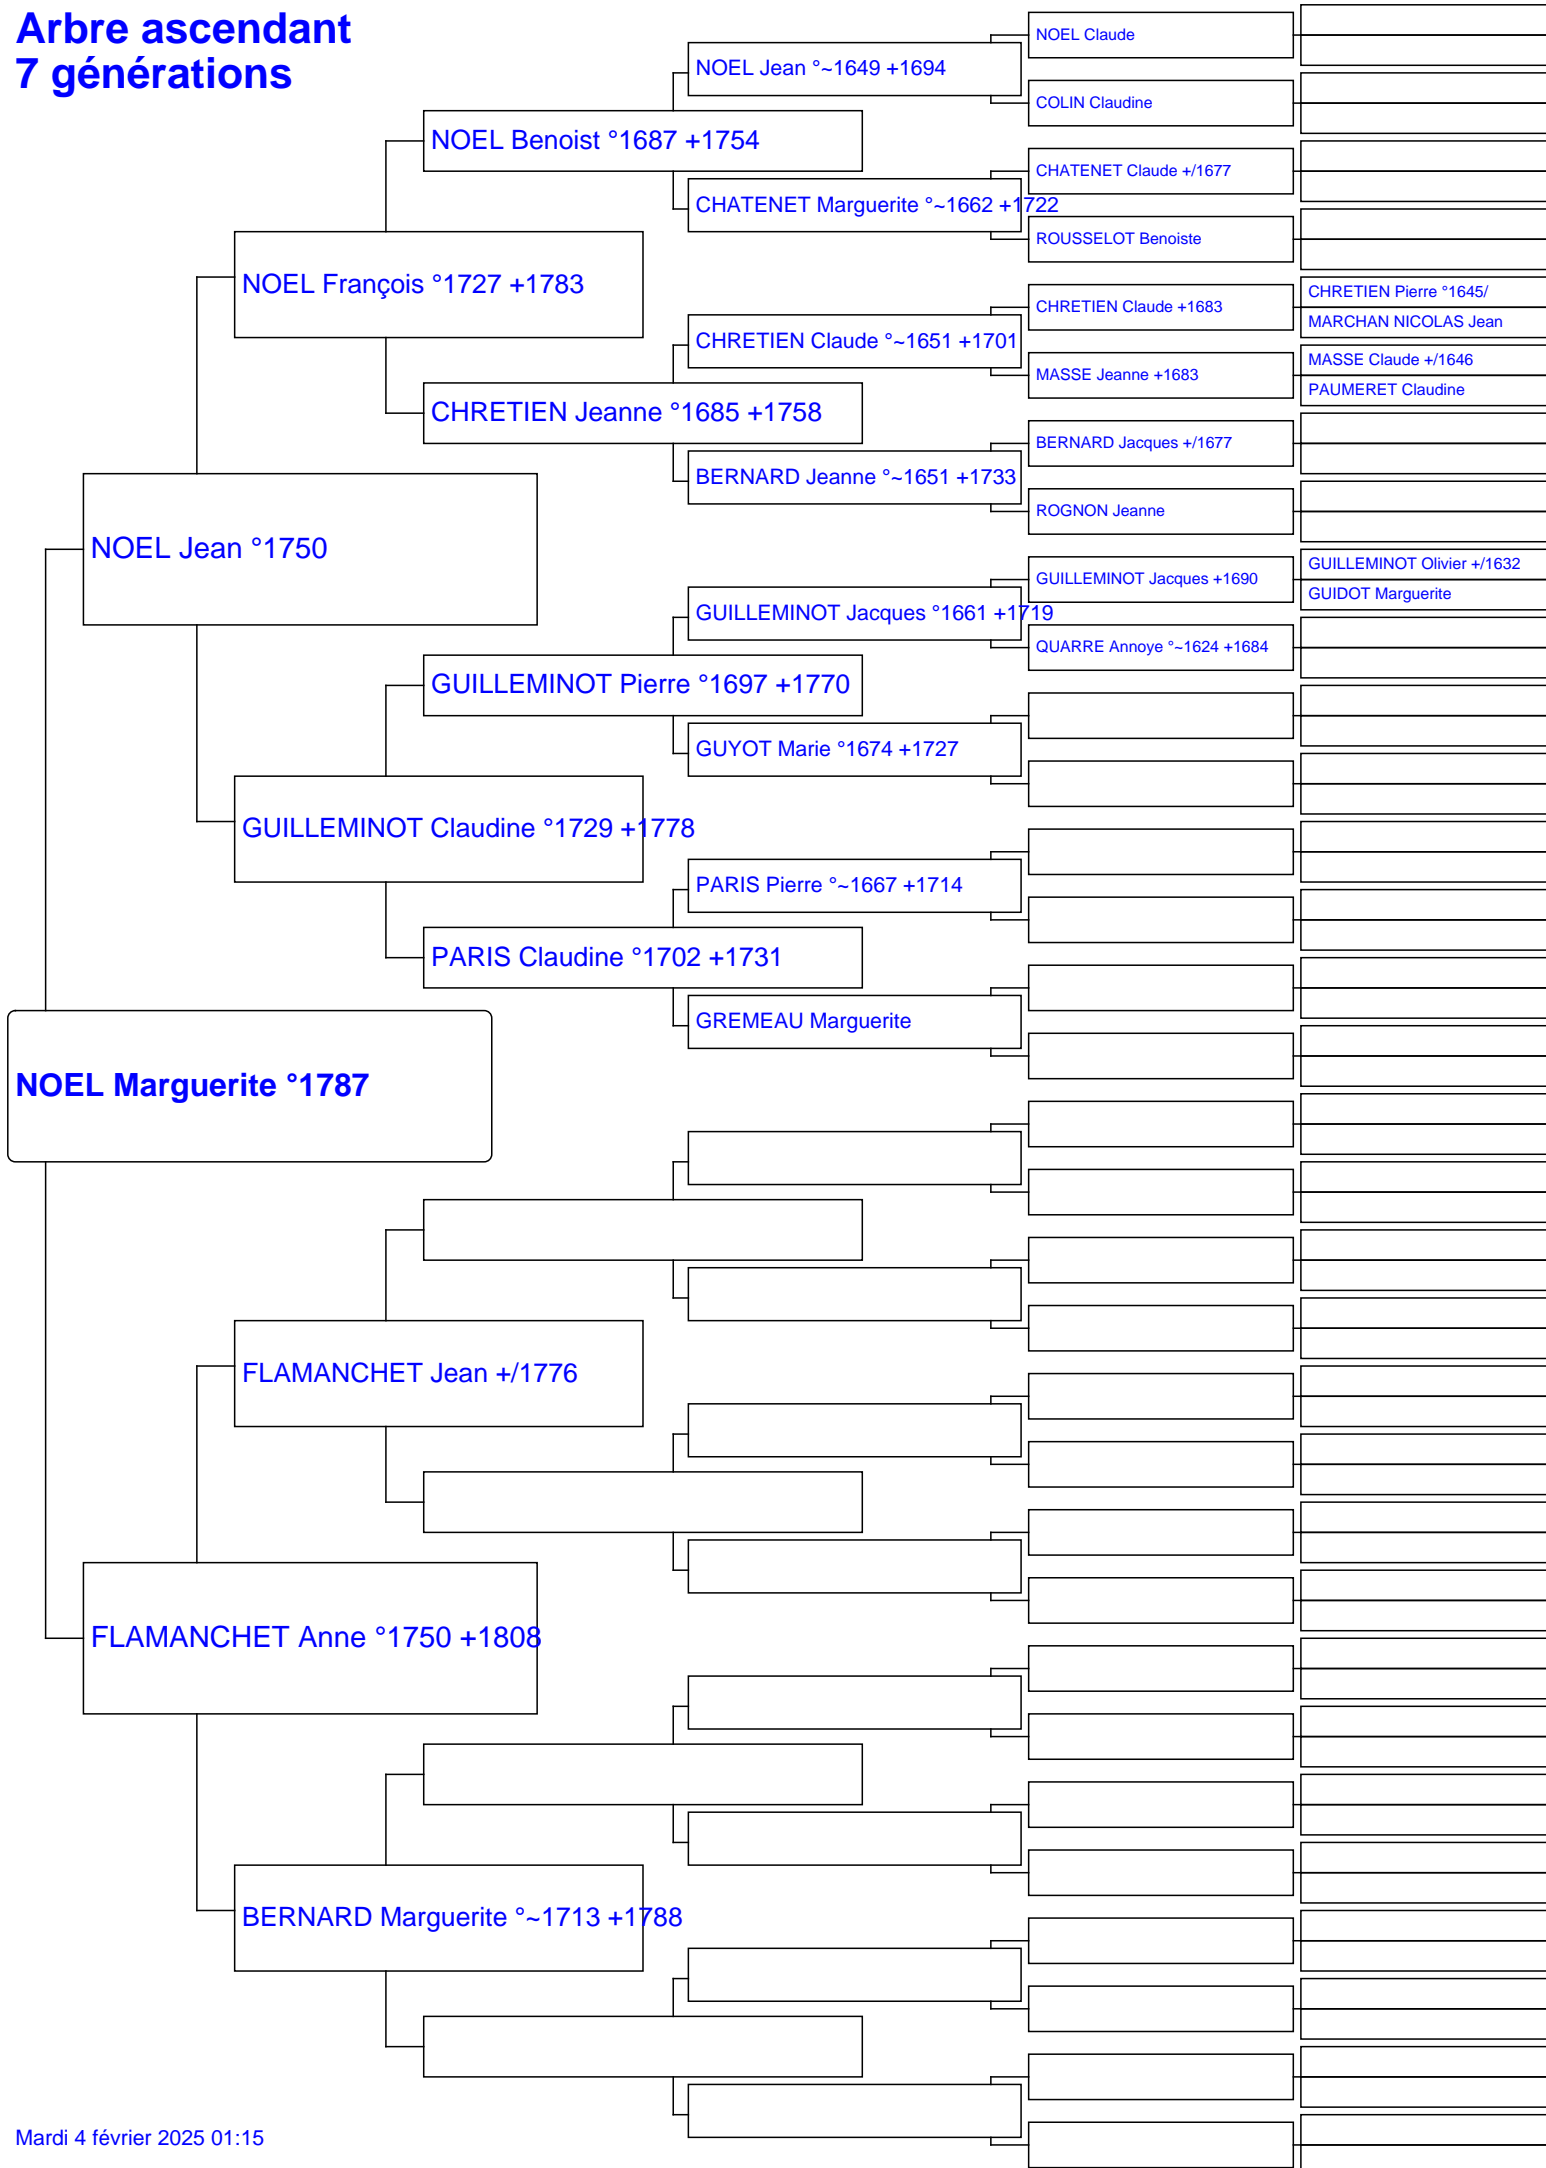 Arbre ascendant
7 générations
NOEL Claude
NOEL Jean °~1649 +1694
COLIN Claudine
NOEL Benoist °1687 +1754
CHATENET Claude +/1677
CHATENET Marguerite °~1662 +1722
ROUSSELOT Benoiste
NOEL François °1727 +1783
CHRETIEN Pierre °1645/
CHRETIEN Claude +1683
MARCHAN NICOLAS Jean
CHRETIEN Claude °~1651 +1701
MASSE Claude +/1646
MASSE Jeanne +1683
PAUMERET Claudine
CHRETIEN Jeanne °1685 +1758
BERNARD Jacques +/1677
BERNARD Jeanne °~1651 +1733
ROGNON Jeanne
NOEL Jean °1750
GUILLEMINOT Olivier +/1632
GUILLEMINOT Jacques +1690
GUIDOT Marguerite
GUILLEMINOT Jacques °1661 +1719
QUARRE Annoye °~1624 +1684
GUILLEMINOT Pierre °1697 +1770
GUYOT Marie °1674 +1727
GUILLEMINOT Claudine °1729 +1778
PARIS Pierre °~1667 +1714
PARIS Claudine °1702 +1731
GREMEAU Marguerite
NOEL Marguerite °1787
FLAMANCHET Jean +/1776
FLAMANCHET Anne °1750 +1808
BERNARD Marguerite °~1713 +1788
Mardi 4 février 2025 01:15